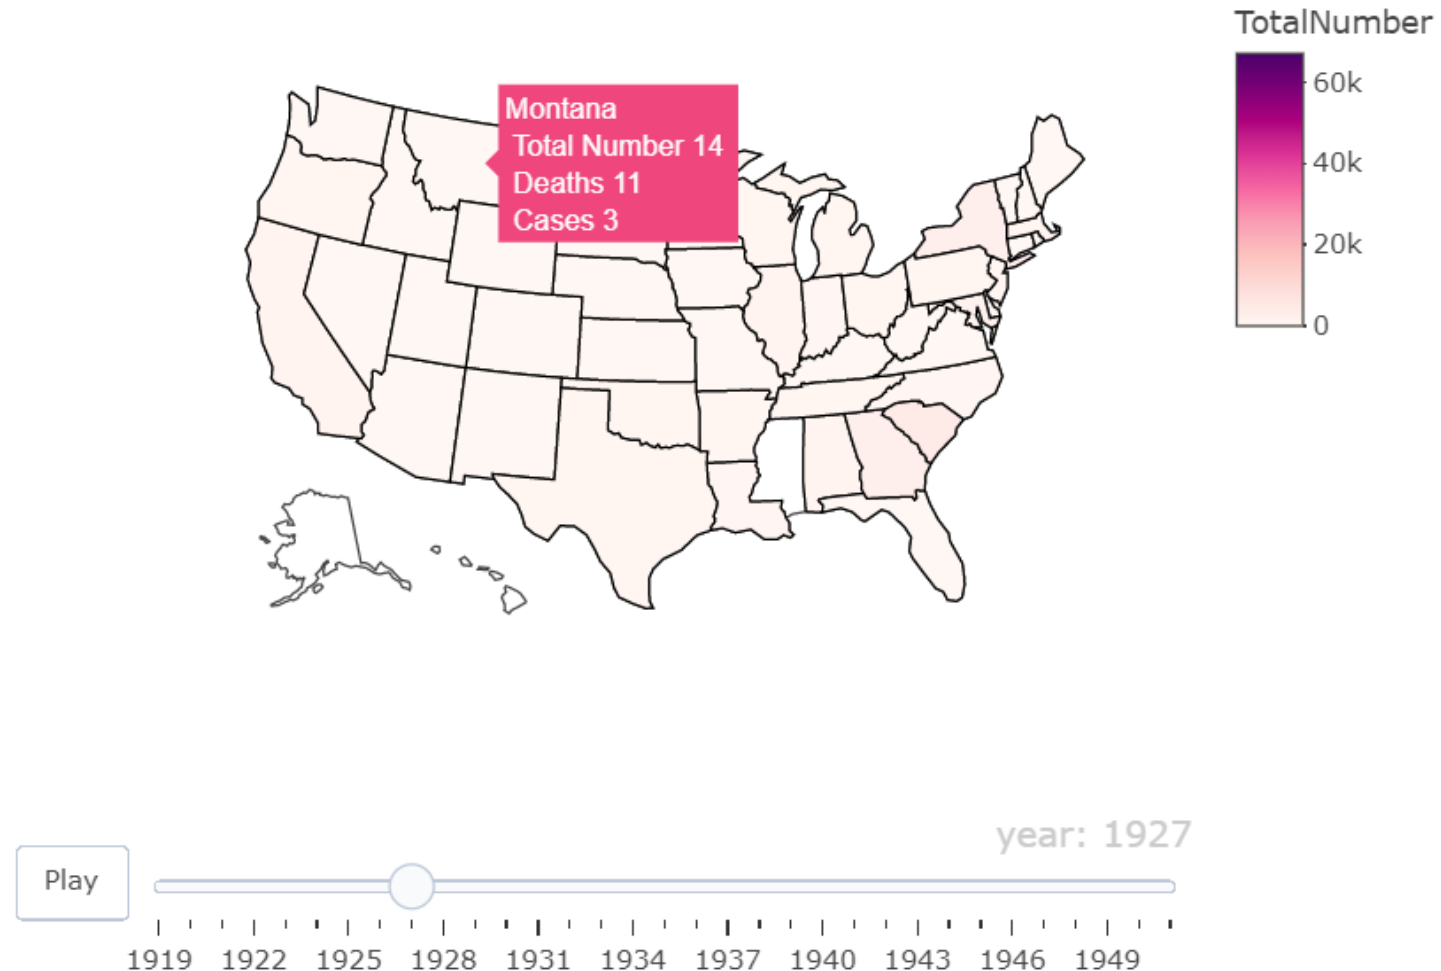 TotalNumber
60k
40k
20k
0
Montana
Total Number 14
Deaths 11
Cases 3
year: 1927
Play
1919 1922 1925 1928 1931 1934 1937 1940 1943 1946 1949